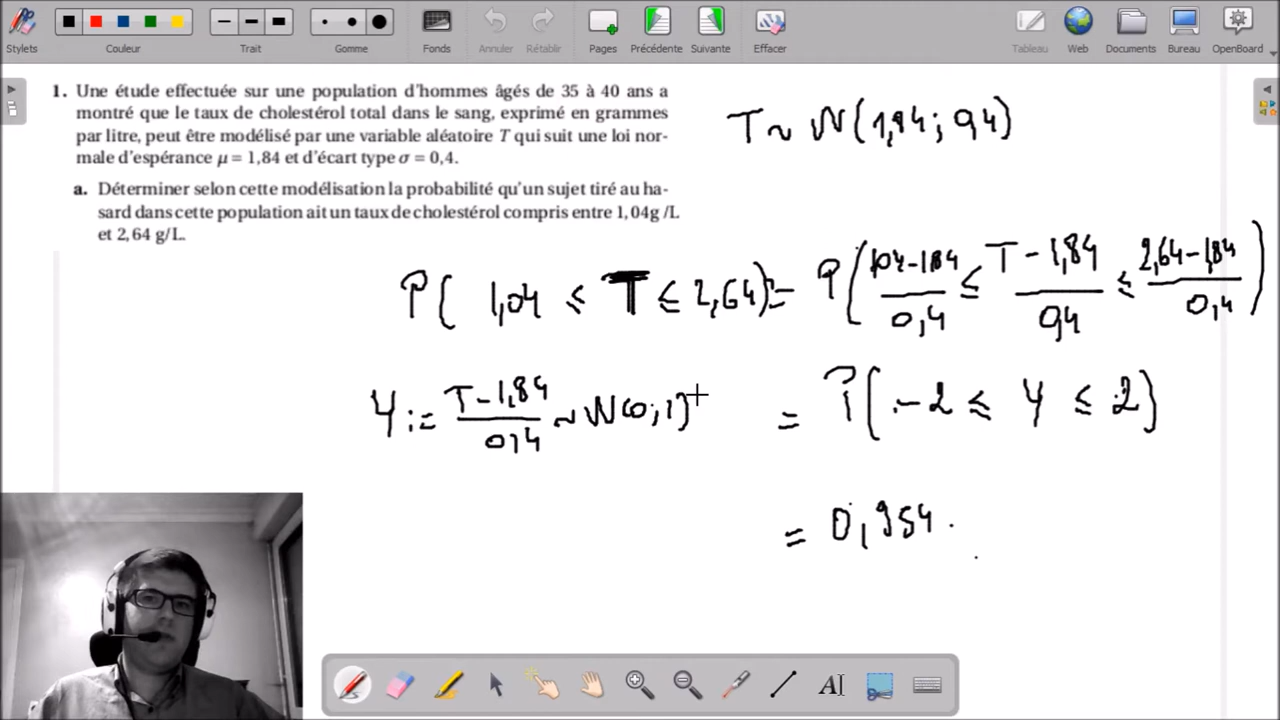 Stylets Couleur Trait Gomme Fonds Annuler Rétablir Pages Précédente Suivante Effacer Tableau Web Documents Bureau OpenBoard
1. Une étude effectuée sur une population d'hommes âgés de 35 à 40 ans a
montré que le taux de cholestérol total dans le sang, exprimé en grammes
par litre, peut être modélisé par une variable aléatoire T qui suit une loi nor-
male d'espérance μ = 1,84 et d'écart type σ = 0,4.
a. Déterminer selon cette modélisation la probabilité qu'un sujet tiré au ha-
sard dans cette population ait un taux de cholestérol compris entre 1,04g /L
et 2,64 g/L.
T ~ N(1,84; 0,4)
P( 1,04 ≤ T ≤ 2,64) = P( (1,04-1,84)/0,4 ≤ (T-1,84)/0,4 ≤ (2,64-1,84)/0,4 )
Y := (T-1,84)/0,4 ~ N(0;1) = P( -2 ≤ Y ≤ 2)
= 0,954.
AI